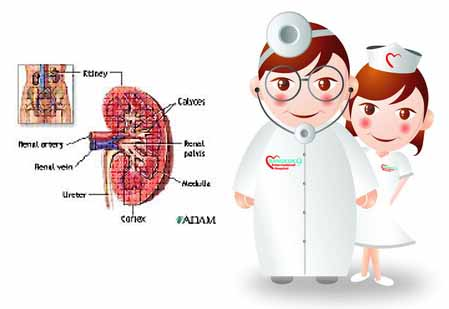 Kidney
Calyces
Renal artery
Renal pelvis
Renal vein
Medulla
Ureter
Cortex
ADAM